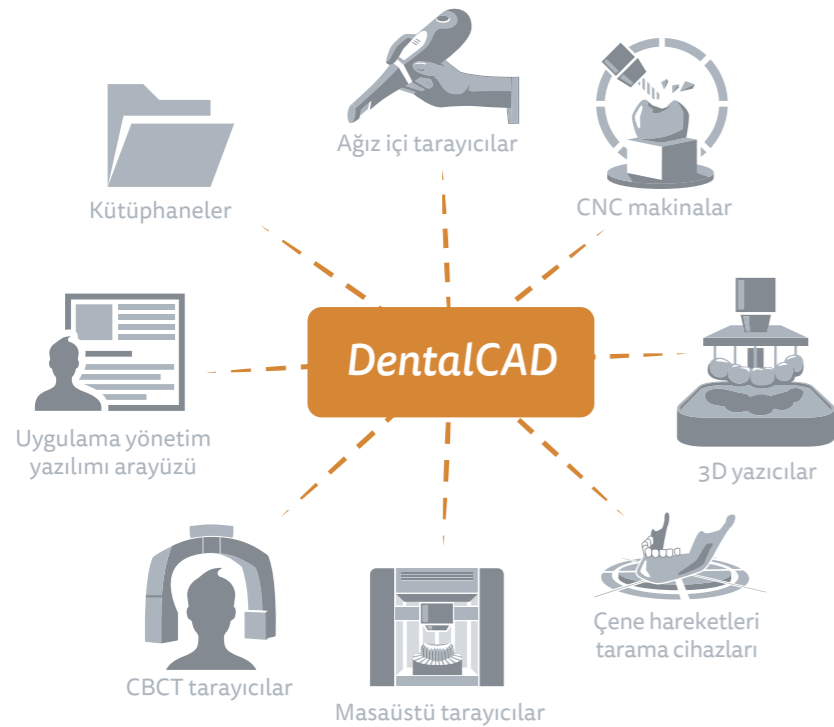 Ağız içi tarayıcılar
Kütüphaneler
CNC makinalar
DentalCAD
Uygulama yönetim
yazılımı arayüzü
3D yazıcılar
Çene hareketleri
tarama cihazları
CBCT tarayıcılar
Masaüstü tarayıcılar